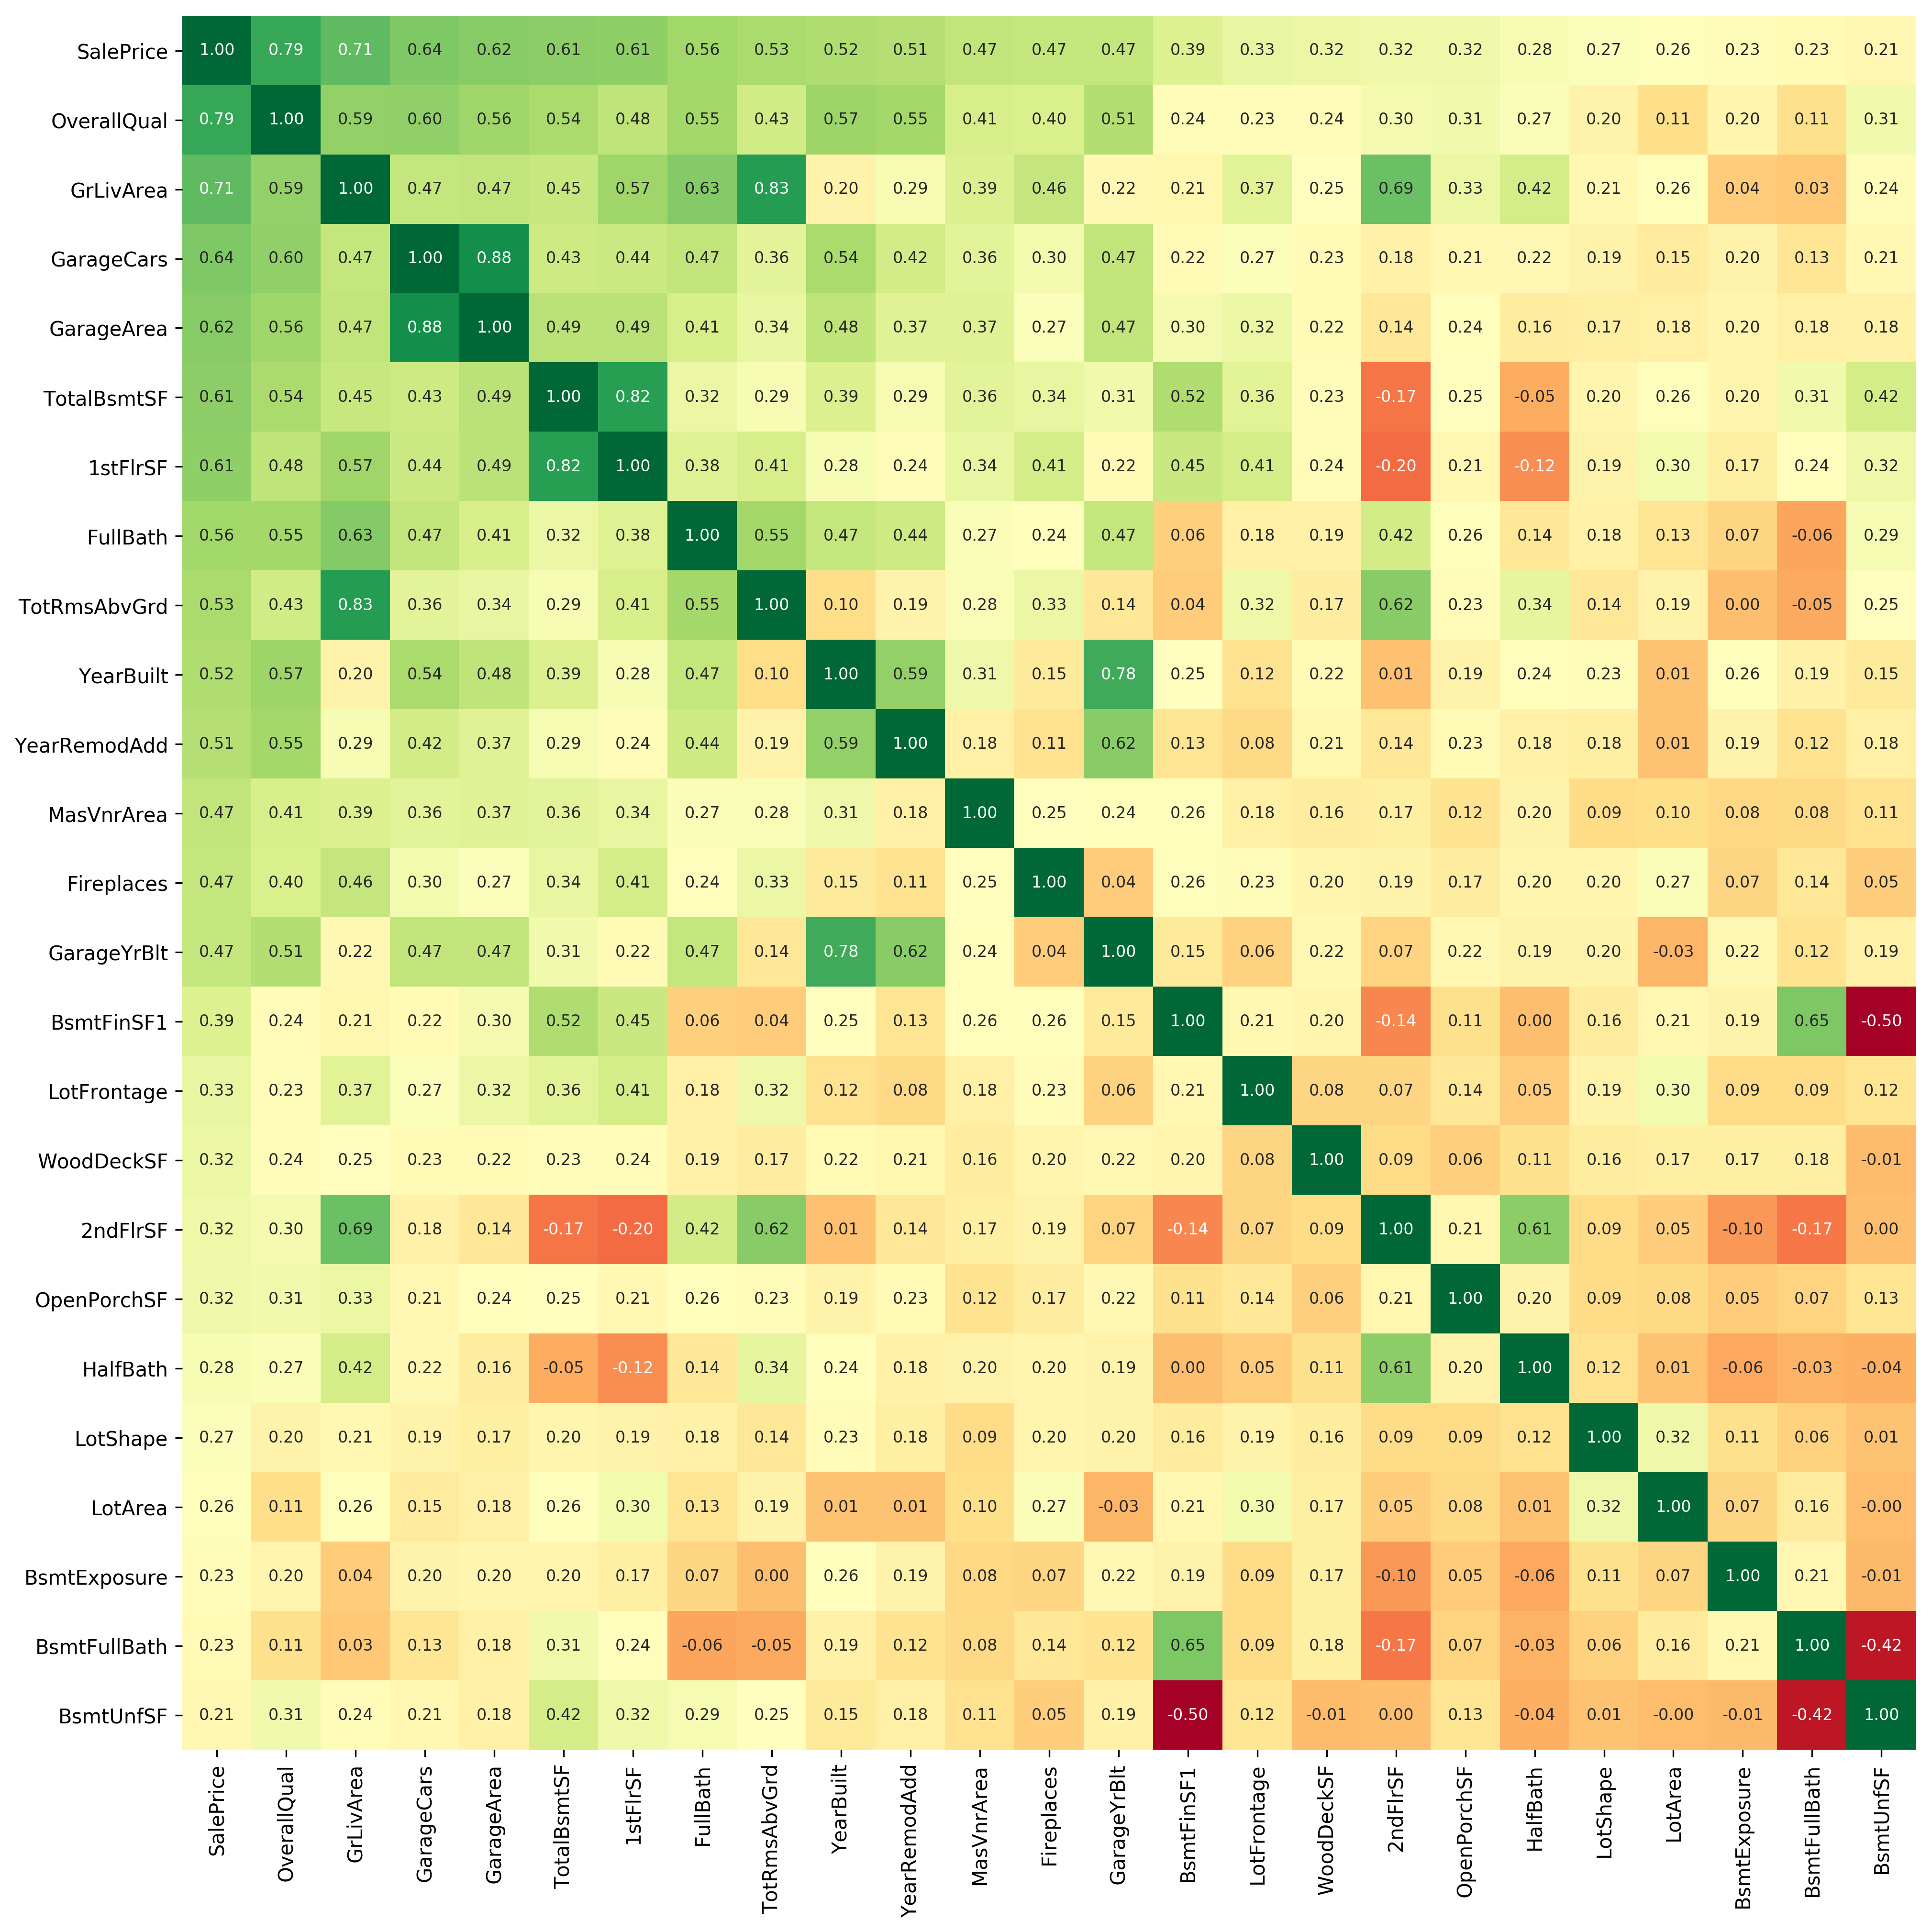 SalePrice 1.00 0.79 0.71 0.64 0.62 0.61 0.61 0.56 0.53 0.52 0.51 0.47 0.47 0.47 0.39 0.33 0.32 0.32 0.32 0.28 0.27 0.26 0.23 0.23 0.21
OverallQual 0.79 1.00 0.59 0.60 0.56 0.54 0.48 0.55 0.43 0.57 0.55 0.41 0.40 0.51 0.24 0.23 0.24 0.30 0.31 0.27 0.20 0.11 0.20 0.11 0.31
GrLivArea 0.71 0.59 1.00 0.47 0.47 0.45 0.57 0.63 0.83 0.20 0.29 0.39 0.46 0.22 0.21 0.37 0.25 0.69 0.33 0.42 0.21 0.26 0.04 0.03 0.24
GarageCars 0.64 0.60 0.47 1.00 0.88 0.43 0.44 0.47 0.36 0.54 0.42 0.36 0.30 0.47 0.22 0.27 0.23 0.18 0.21 0.22 0.19 0.15 0.20 0.13 0.21
GarageArea 0.62 0.56 0.47 0.88 1.00 0.49 0.49 0.41 0.34 0.48 0.37 0.37 0.27 0.47 0.30 0.32 0.22 0.14 0.24 0.16 0.17 0.18 0.20 0.18 0.18
TotalBsmtSF 0.61 0.54 0.45 0.43 0.49 1.00 0.82 0.32 0.29 0.39 0.29 0.36 0.34 0.31 0.52 0.36 0.23 -0.17 0.25 -0.05 0.20 0.26 0.20 0.31 0.42
1stFlrSF 0.61 0.48 0.57 0.44 0.49 0.82 1.00 0.38 0.41 0.28 0.24 0.34 0.41 0.22 0.45 0.41 0.24 -0.20 0.21 -0.12 0.19 0.30 0.17 0.24 0.32
FullBath 0.56 0.55 0.63 0.47 0.41 0.32 0.38 1.00 0.55 0.47 0.44 0.27 0.24 0.47 0.06 0.18 0.19 0.42 0.26 0.14 0.18 0.13 0.07 -0.06 0.29
TotRmsAbvGrd 0.53 0.43 0.83 0.36 0.34 0.29 0.41 0.55 1.00 0.10 0.19 0.28 0.33 0.14 0.04 0.32 0.17 0.62 0.23 0.34 0.14 0.19 0.00 -0.05 0.25
YearBuilt 0.52 0.57 0.20 0.54 0.48 0.39 0.28 0.47 0.10 1.00 0.59 0.31 0.15 0.78 0.25 0.12 0.22 0.01 0.19 0.24 0.23 0.01 0.26 0.19 0.15
YearRemodAdd 0.51 0.55 0.29 0.42 0.37 0.29 0.24 0.44 0.19 0.59 1.00 0.18 0.11 0.62 0.13 0.08 0.21 0.14 0.23 0.18 0.18 0.01 0.19 0.12 0.18
MasVnrArea 0.47 0.41 0.39 0.36 0.37 0.36 0.34 0.27 0.28 0.31 0.18 1.00 0.25 0.24 0.26 0.18 0.16 0.17 0.12 0.20 0.09 0.10 0.08 0.08 0.11
Fireplaces 0.47 0.40 0.46 0.30 0.27 0.34 0.41 0.24 0.33 0.15 0.11 0.25 1.00 0.04 0.26 0.23 0.20 0.19 0.17 0.20 0.20 0.27 0.07 0.14 0.05
GarageYrBlt 0.47 0.51 0.22 0.47 0.47 0.31 0.22 0.47 0.14 0.78 0.62 0.24 0.04 1.00 0.15 0.06 0.22 0.07 0.22 0.19 0.20 -0.03 0.22 0.12 0.19
BsmtFinSF1 0.39 0.24 0.21 0.22 0.30 0.52 0.45 0.06 0.04 0.25 0.13 0.26 0.26 0.15 1.00 0.21 0.20 -0.14 0.11 0.00 0.16 0.21 0.19 0.65 -0.50
LotFrontage 0.33 0.23 0.37 0.27 0.32 0.36 0.41 0.18 0.32 0.12 0.08 0.18 0.23 0.06 0.21 1.00 0.08 0.07 0.14 0.05 0.19 0.30 0.09 0.09 0.12
WoodDeckSF 0.32 0.24 0.25 0.23 0.22 0.23 0.24 0.19 0.17 0.22 0.21 0.16 0.20 0.22 0.20 0.08 1.00 0.09 0.06 0.11 0.16 0.17 0.17 0.18 -0.01
2ndFlrSF 0.32 0.30 0.69 0.18 0.14 -0.17 -0.20 0.42 0.62 0.01 0.14 0.17 0.19 0.07 -0.14 0.07 0.09 1.00 0.21 0.61 0.09 0.05 -0.10 -0.17 0.00
OpenPorchSF 0.32 0.31 0.33 0.21 0.24 0.25 0.21 0.26 0.23 0.19 0.23 0.12 0.17 0.22 0.11 0.14 0.06 0.21 1.00 0.20 0.09 0.08 0.05 0.07 0.13
HalfBath 0.28 0.27 0.42 0.22 0.16 -0.05 -0.12 0.14 0.34 0.24 0.18 0.20 0.20 0.19 0.00 0.05 0.11 0.61 0.20 1.00 0.12 0.01 -0.06 -0.03 -0.04
LotShape 0.27 0.20 0.21 0.19 0.17 0.20 0.19 0.18 0.14 0.23 0.18 0.09 0.20 0.20 0.16 0.19 0.16 0.09 0.09 0.12 1.00 0.32 0.11 0.06 0.01
LotArea 0.26 0.11 0.26 0.15 0.18 0.26 0.30 0.13 0.19 0.01 0.01 0.10 0.27 -0.03 0.21 0.30 0.17 0.05 0.08 0.01 0.32 1.00 0.07 0.16 -0.00
BsmtExposure 0.23 0.20 0.04 0.20 0.20 0.20 0.17 0.07 0.00 0.26 0.19 0.08 0.07 0.22 0.19 0.09 0.17 -0.10 0.05 -0.06 0.11 0.07 1.00 0.21 -0.01
BsmtFullBath 0.23 0.11 0.03 0.13 0.18 0.31 0.24 -0.06 -0.05 0.19 0.12 0.08 0.14 0.12 0.65 0.09 0.18 -0.17 0.07 -0.03 0.06 0.16 0.21 1.00 -0.42
BsmtUnfSF 0.21 0.31 0.24 0.21 0.18 0.42 0.32 0.29 0.25 0.15 0.18 0.11 0.05 0.19 -0.50 0.12 -0.01 0.00 0.13 -0.04 0.01 -0.00 -0.01 -0.42 1.00
SalePrice OverallQual GrLivArea GarageCars GarageArea TotalBsmtSF 1stFlrSF FullBath TotRmsAbvGrd YearBuilt YearRemodAdd MasVnrArea Fireplaces GarageYrBlt BsmtFinSF1 LotFrontage WoodDeckSF 2ndFlrSF OpenPorchSF HalfBath LotShape LotArea BsmtExposure BsmtFullBath BsmtUnfSF